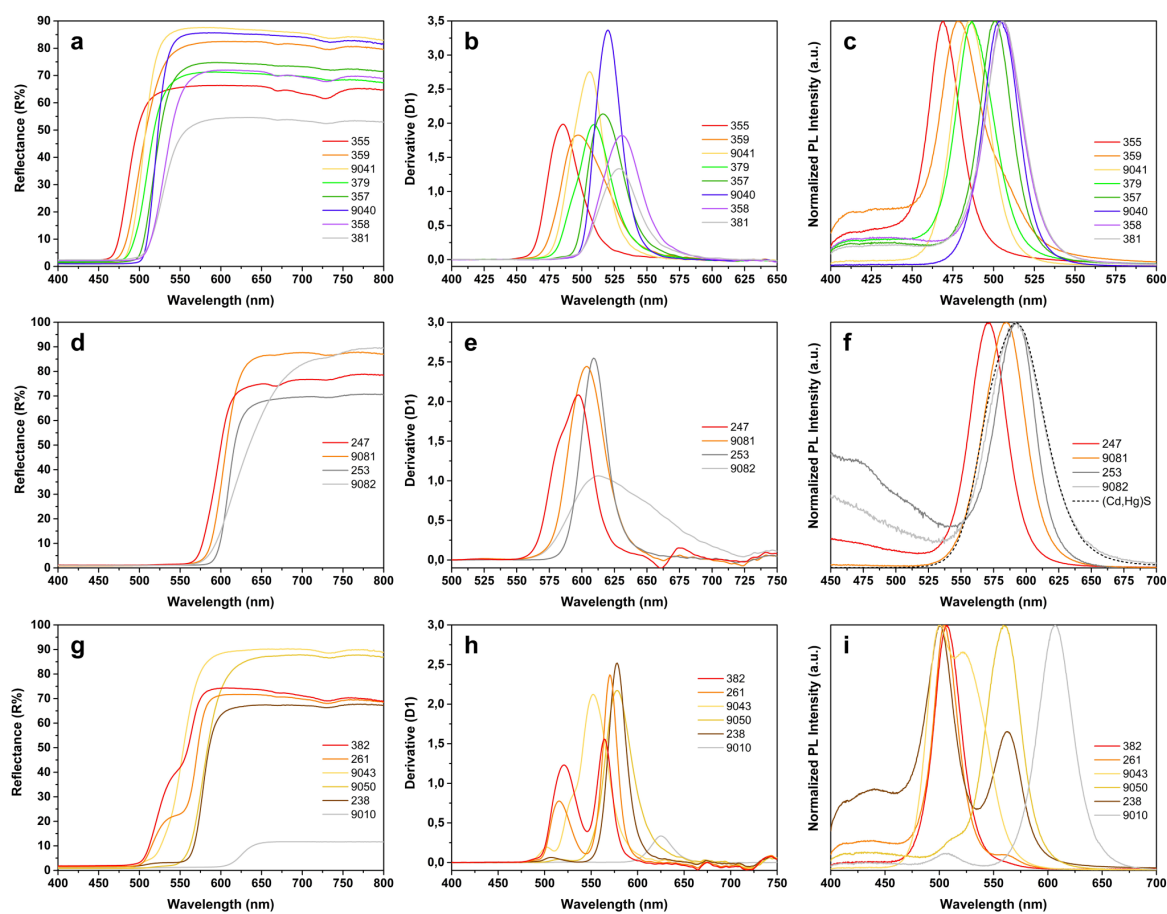 a
Reflectance (R%)
90
80
70
60
50
40
30
20
10
0
355
359
9041
379
357
9040
358
381
400 450 500 550 600 650 700 750 800
Wavelength (nm)
b
Derivative (D1)
3,5
3,0
2,5
2,0
1,5
1,0
0,5
0,0
355
359
9041
379
357
9040
358
381
400 425 450 475 500 525 550 575 600 625 650
Wavelength (nm)
c
Normalized PL Intensity (a.u.)
355
359
9041
379
357
9040
358
381
400 425 450 475 500 525 550 575 600
Wavelength (nm)
d
Reflectance (R%)
100
90
80
70
60
50
40
30
20
10
0
247
9081
253
9082
400 450 500 550 600 650 700 750 800
Wavelength (nm)
e
Derivative (D1)
3,0
2,5
2,0
1,5
1,0
0,5
0,0
247
9081
253
9082
500 525 550 575 600 625 650 675 700 725 750
Wavelength (nm)
f
Normalized PL Intensity (a.u.)
247
9081
253
9082
(Cd,Hg)S
450 475 500 525 550 575 600 625 650 675 700
Wavelength (nm)
g
Reflectance (R%)
100
90
80
70
60
50
40
30
20
10
0
382
261
9043
9050
238
9010
400 450 500 550 600 650 700 750 800
Wavelength (nm)
h
Derivative (D1)
3,0
2,5
2,0
1,5
1,0
0,5
0,0
382
261
9043
9050
238
9010
400 450 500 550 600 650 700 750
Wavelength (nm)
i
Normalized PL Intensity (a.u.)
382
261
9043
9050
238
9010
400 450 500 550 600 650 700
Wavelength (nm)